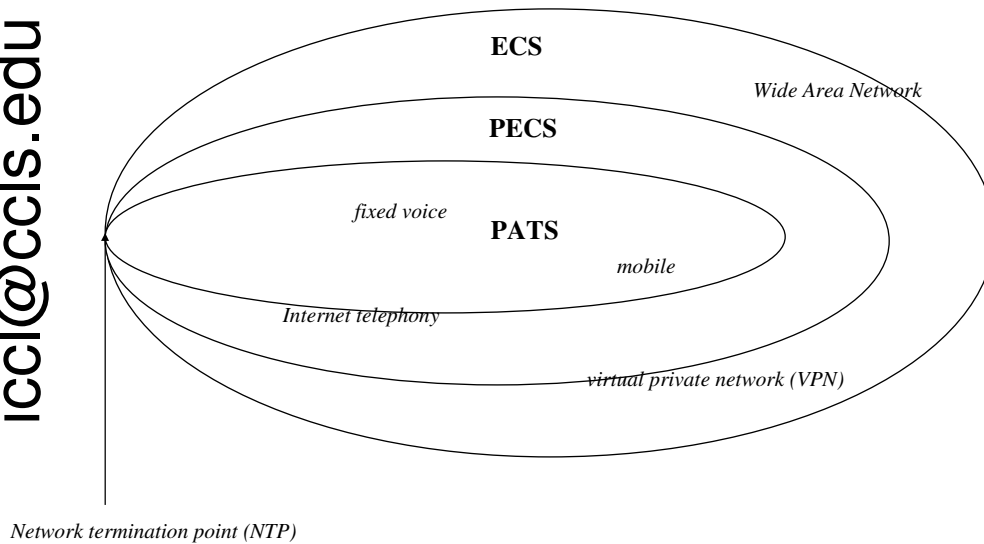 iccl@ccls.edu
ECS
Wide Area Network
PECS
fixed voice
PATS
mobile
Internet telephony
virtual private network (VPN)
Network termination point (NTP)